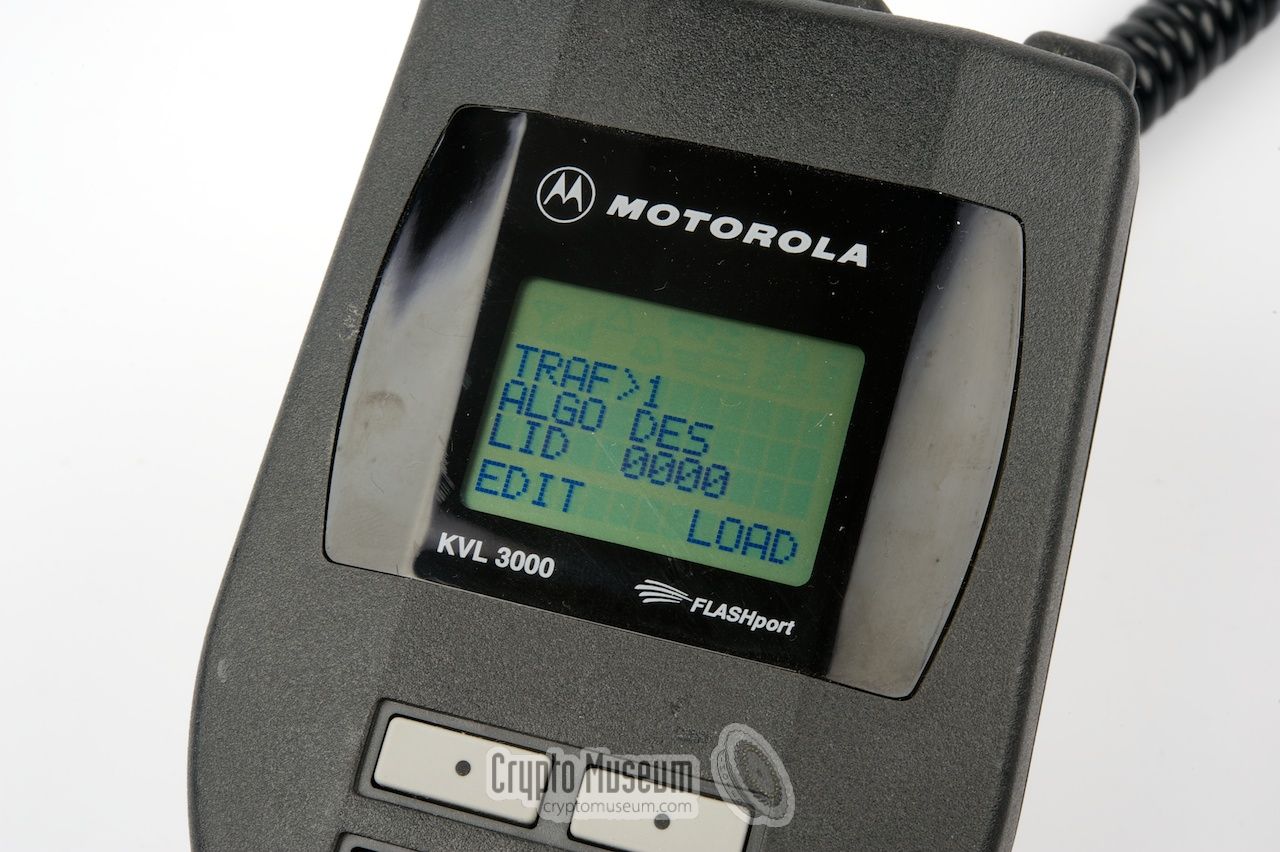 MOTOROLA
TRAF>1
ALGO DES
LID 0000
EDIT LOAD
KVL 3000
FLASHport
Crypto Museum
cryptomuseum.com